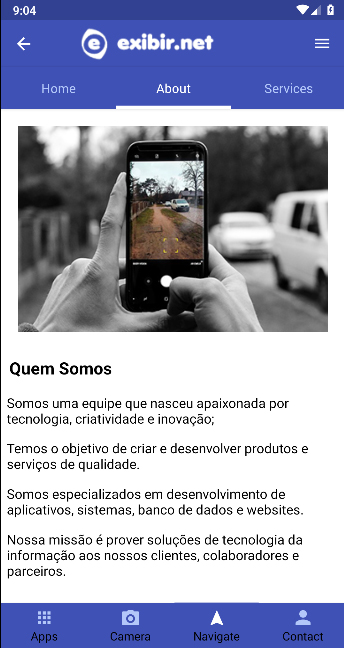 9:04
exibir.net
Home About Services
Quem Somos
Somos uma equipe que nasceu apaixonada por
tecnologia, criatividade e inovação;
Temos o objetivo de criar e desenvolver produtos e
serviços de qualidade.
Somos especializados em desenvolvimento de
aplicativos, sistemas, banco de dados e websites.
Nossa missão é prover soluções de tecnologia da
informação aos nossos clientes, colaboradores e
parceiros.
Apps Camera Navigate Contact